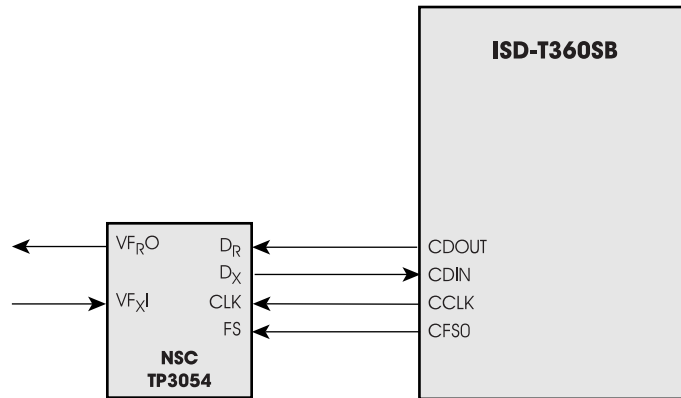 ISD-T360SB
VFRO DR CDOUT
DX CDIN
VFXI CLK CCLK
FS CFS0
NSC
TP3054